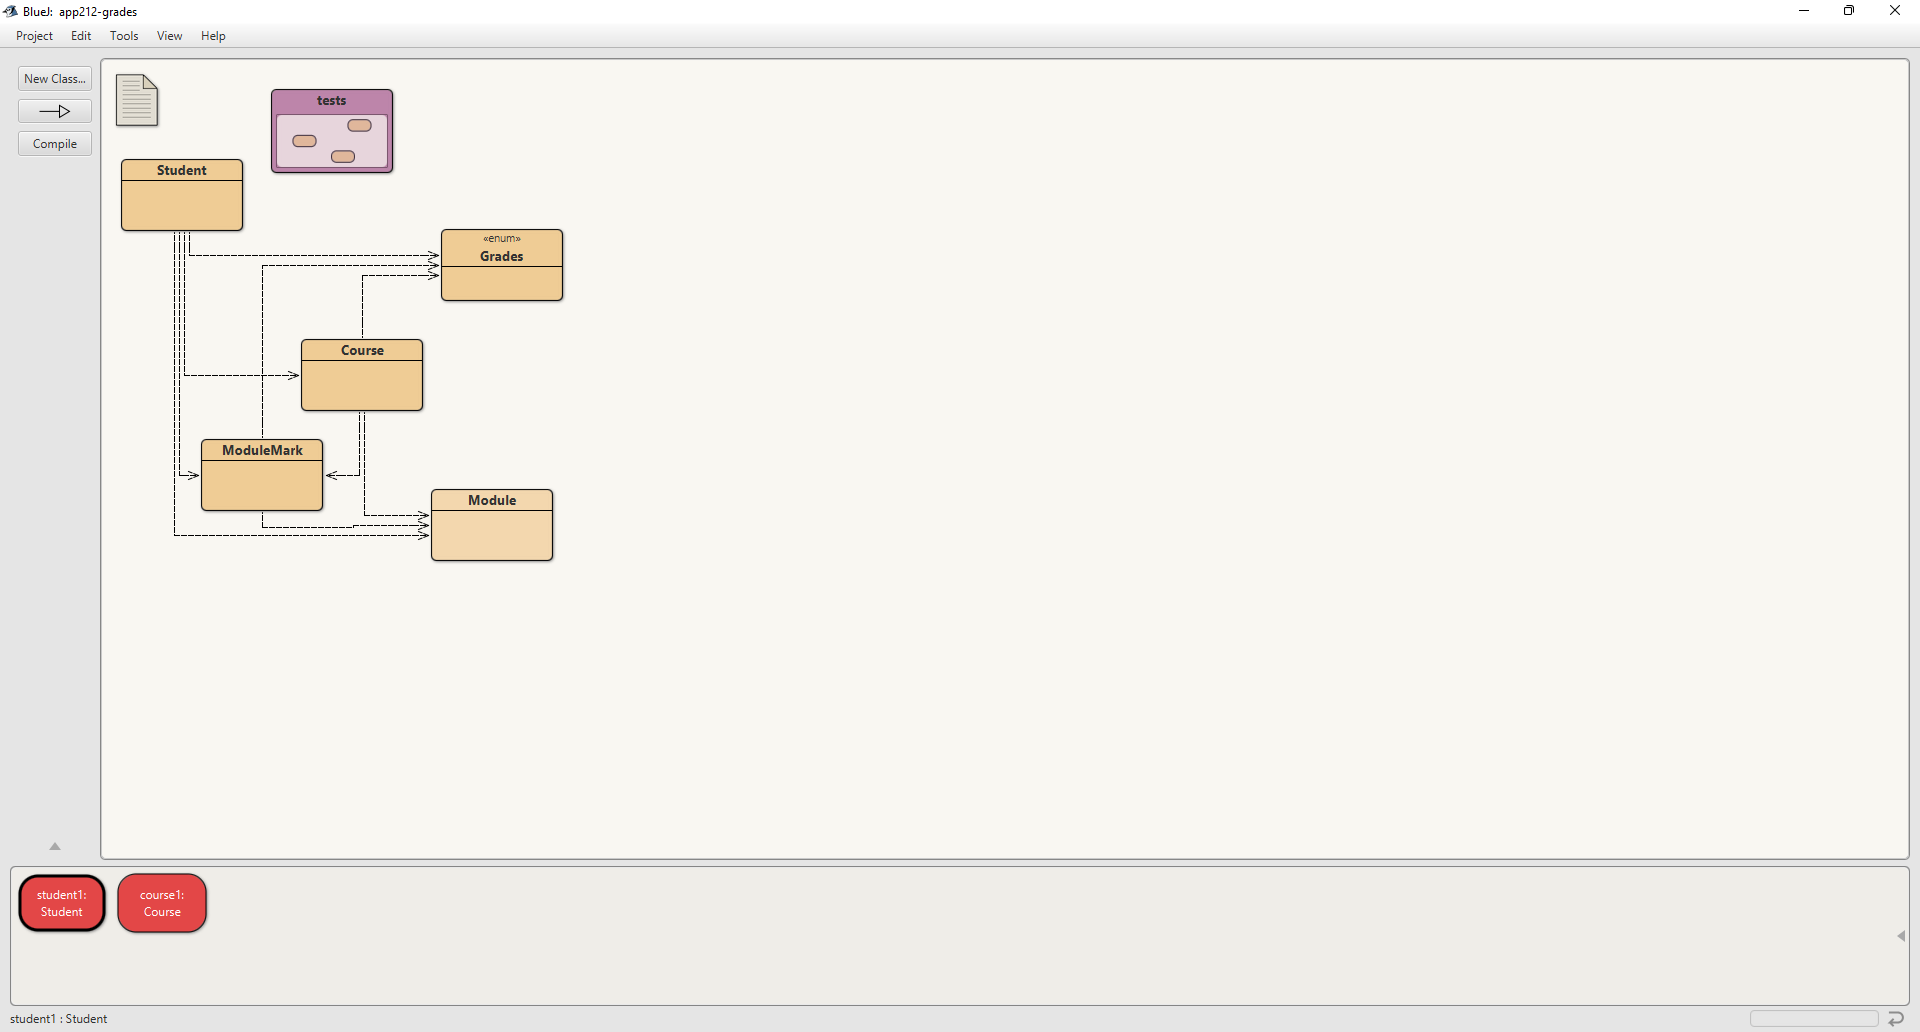 BlueJ: app212-grades
Project Edit Tools View Help
New Class...
Compile
tests
Student
«enum»
Grades
Course
ModuleMark
Module
student1:
Student
course1:
Course
student1 : Student